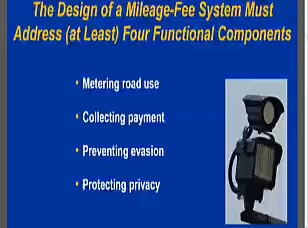 The Design of a Mileage-Fee System Must
Address (at Least) Four Functional Components
• Metering road use
• Collecting payment
• Preventing evasion
• Protecting privacy